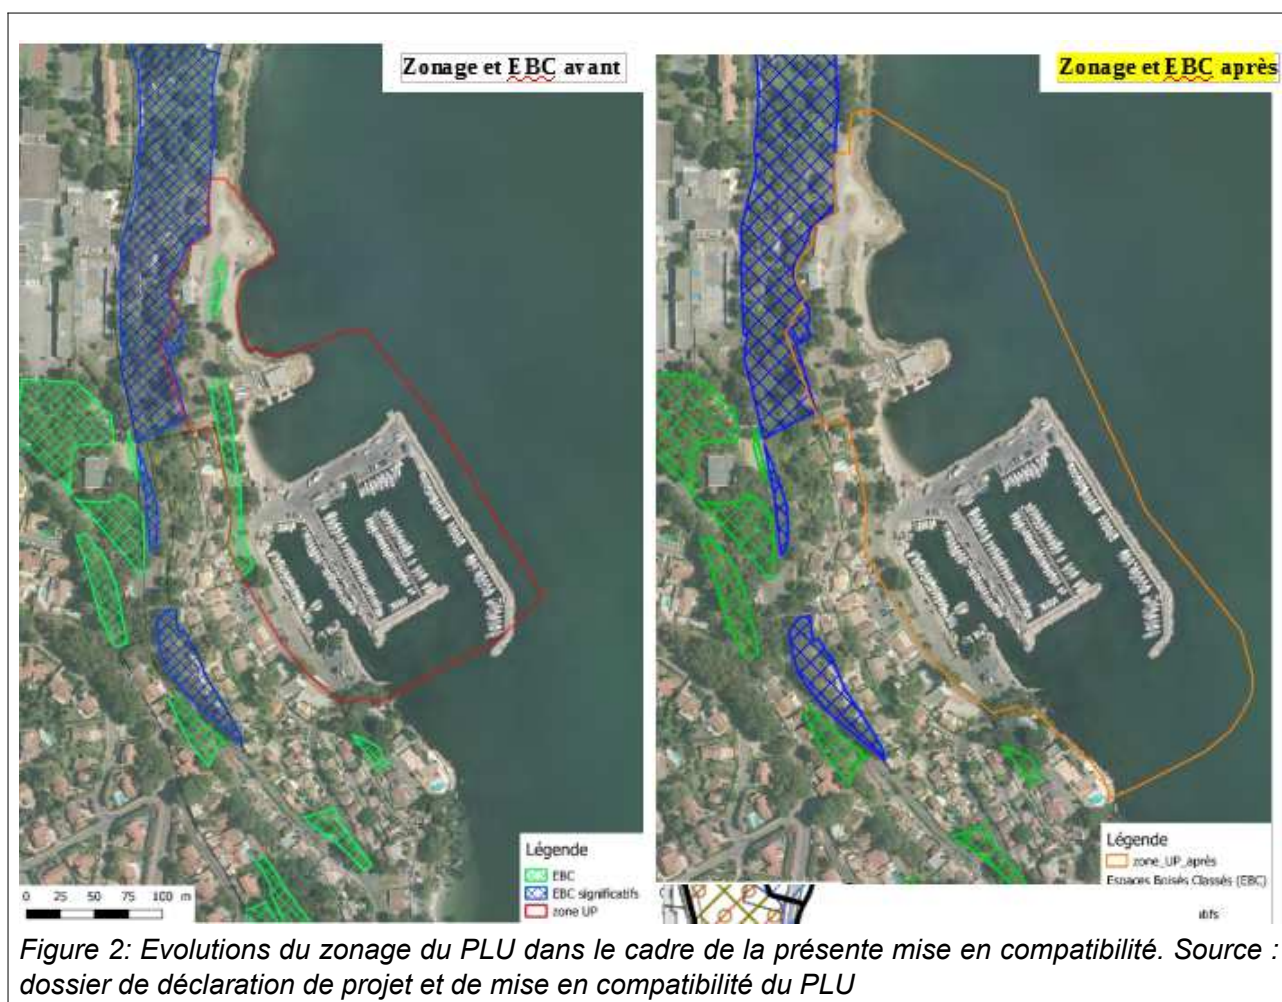 Zonage et EBC avant
Zonage et EBC après
Légende
EBC
EBC significatifs
zone UP
0 25 50 75 100 m
Légende
zone_UP_après
Espaces Boisés Classés (EBC)
Figure 2: Evolutions du zonage du PLU dans le cadre de la présente mise en compatibilité. Source :
dossier de déclaration de projet et de mise en compatibilité du PLU